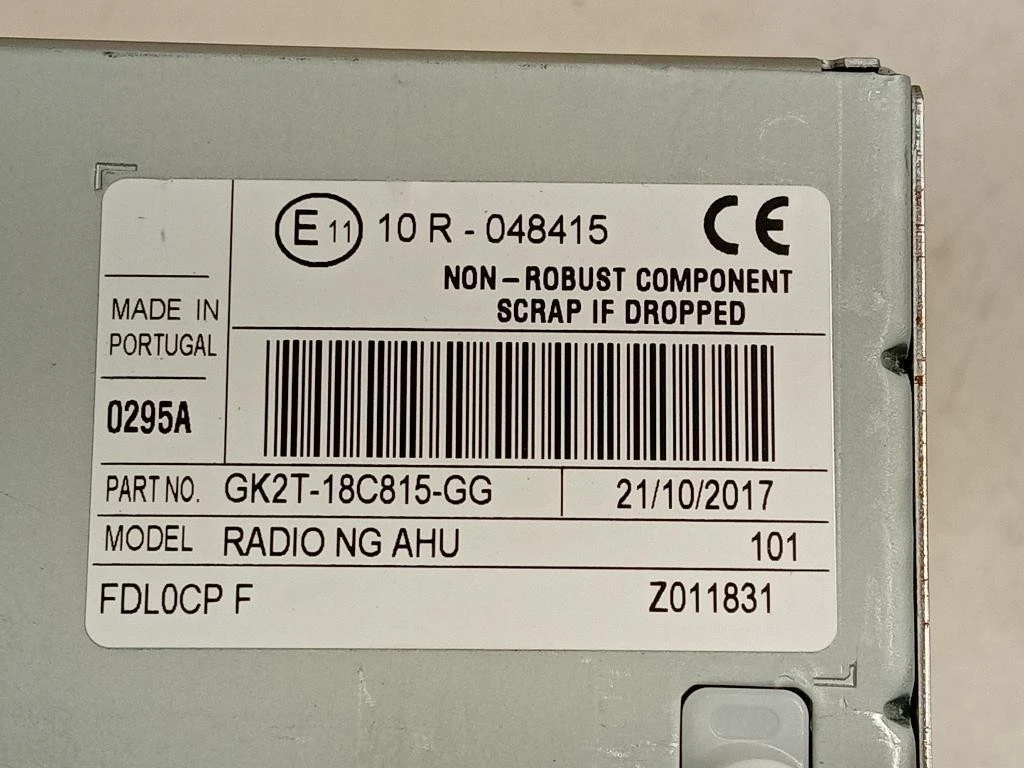 E 11 10 R - 048415 CE
NON-ROBUST COMPONENT
SCRAP IF DROPPED
MADE IN
PORTUGAL
0295A
PART NO. GK2T-18C815-GG 21/10/2017
MODEL RADIO NG AHU 101
FDL0CP F Z011831